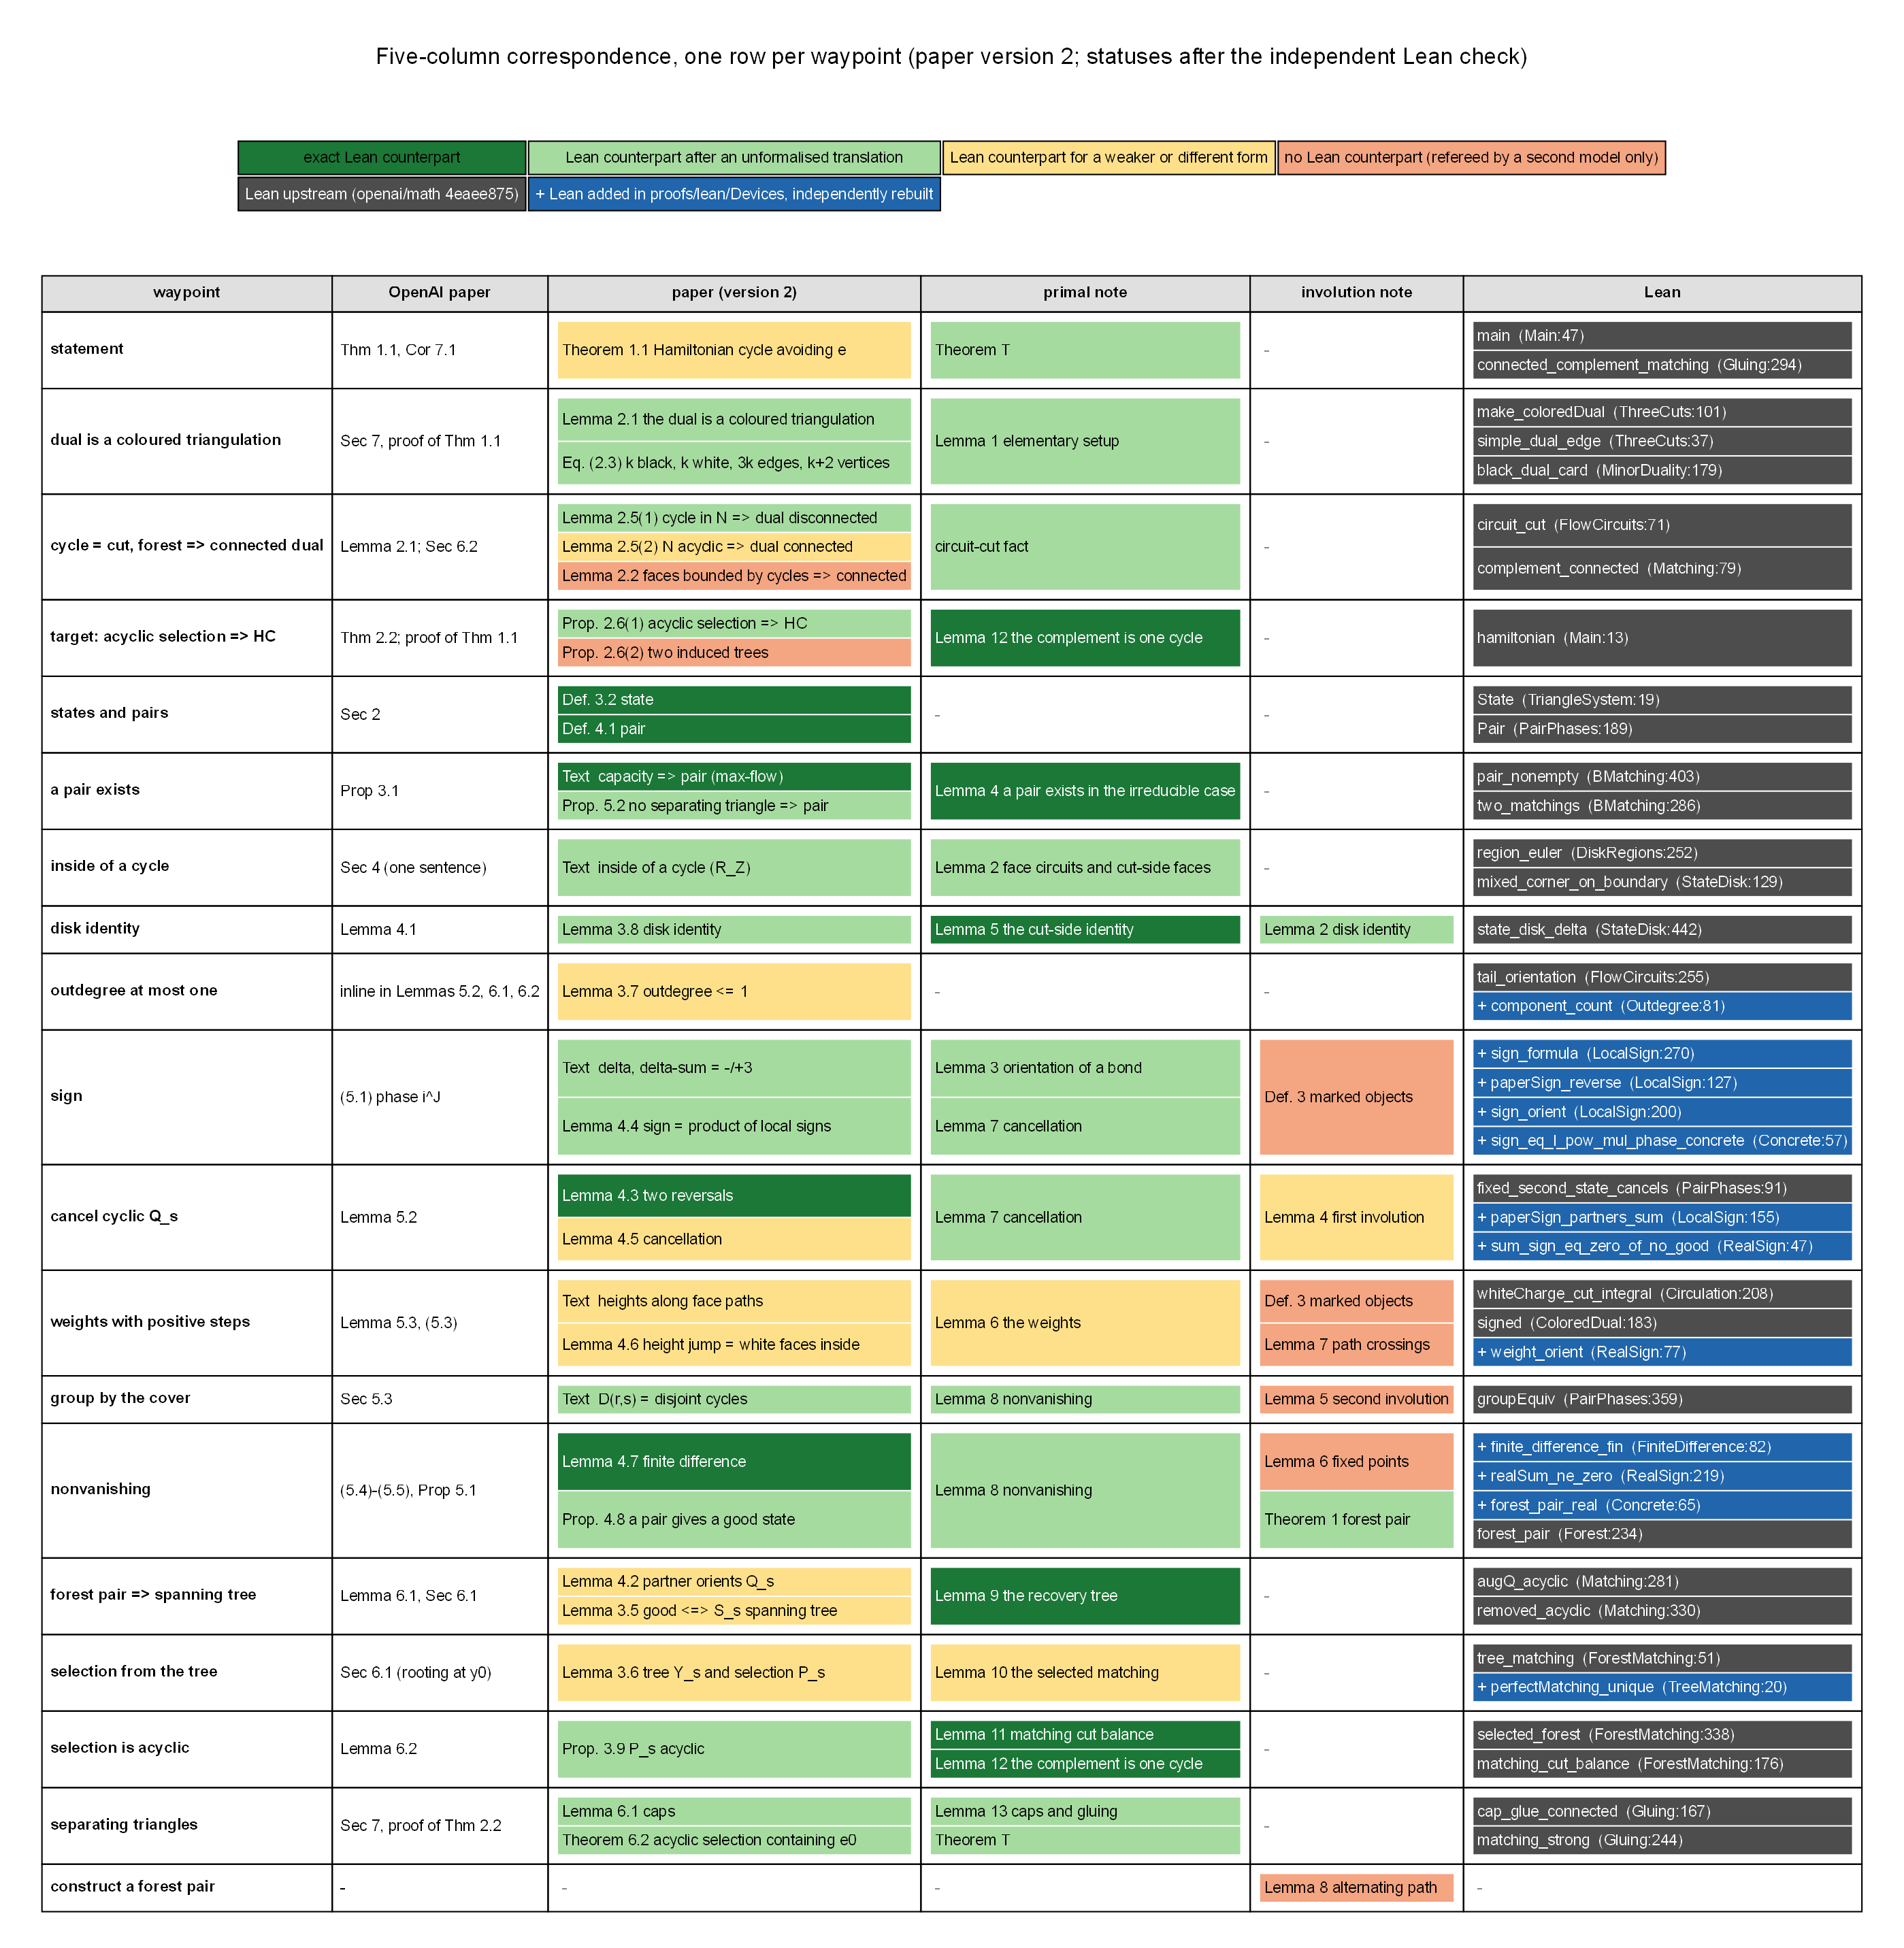 Five-column correspondence, one row per waypoint (paper version 2; statuses after the independent Lean check)
exact Lean counterpart
Lean counterpart after an unformalised translation
Lean counterpart for a weaker or different form
no Lean counterpart (refereed by a second model only)
Lean upstream (openai/math 4eaee875)
+ Lean added in proofs/lean/Devices, independently rebuilt
waypoint
OpenAI paper
paper (version 2)
primal note
involution note
Lean
statement
Thm 1.1, Cor 7.1
Theorem 1.1 Hamiltonian cycle avoiding e
Theorem T
-
main (Main:47)
connected_complement_matching (Gluing:294)
dual is a coloured triangulation
Sec 7, proof of Thm 1.1
Lemma 2.1 the dual is a coloured triangulation
Eq. (2.3) k black, k white, 3k edges, k+2 vertices
Lemma 1 elementary setup
-
make_coloredDual (ThreeCuts:101)
simple_dual_edge (ThreeCuts:37)
black_dual_card (MinorDuality:179)
cycle = cut, forest => connected dual
Lemma 2.1; Sec 6.2
Lemma 2.5(1) cycle in N => dual disconnected
Lemma 2.5(2) N acyclic => dual connected
Lemma 2.2 faces bounded by cycles => connected
circuit-cut fact
-
circuit_cut (FlowCircuits:71)
complement_connected (Matching:79)
target: acyclic selection => HC
Thm 2.2; proof of Thm 1.1
Prop. 2.6(1) acyclic selection => HC
Prop. 2.6(2) two induced trees
Lemma 12 the complement is one cycle
-
hamiltonian (Main:13)
states and pairs
Sec 2
Def. 3.2 state
Def. 4.1 pair
-
-
State (TriangleSystem:19)
Pair (PairPhases:189)
a pair exists
Prop 3.1
Text capacity => pair (max-flow)
Prop. 5.2 no separating triangle => pair
Lemma 4 a pair exists in the irreducible case
-
pair_nonempty (BMatching:403)
two_matchings (BMatching:286)
inside of a cycle
Sec 4 (one sentence)
Text inside of a cycle (R_Z)
Lemma 2 face circuits and cut-side faces
-
region_euler (DiskRegions:252)
mixed_corner_on_boundary (StateDisk:129)
disk identity
Lemma 4.1
Lemma 3.8 disk identity
Lemma 5 the cut-side identity
Lemma 2 disk identity
state_disk_delta (StateDisk:442)
outdegree at most one
inline in Lemmas 5.2, 6.1, 6.2
Lemma 3.7 outdegree <= 1
-
-
tail_orientation (FlowCircuits:255)
+ component_count (Outdegree:81)
sign
(5.1) phase i^J
Text delta, delta-sum = -/+3
Lemma 4.4 sign = product of local signs
Lemma 3 orientation of a bond
Lemma 7 cancellation
Def. 3 marked objects
+ sign_formula (LocalSign:270)
+ paperSign_reverse (LocalSign:127)
+ sign_orient (LocalSign:200)
+ sign_eq_I_pow_mul_phase_concrete (Concrete:57)
cancel cyclic Q_s
Lemma 5.2
Lemma 4.3 two reversals
Lemma 4.5 cancellation
Lemma 7 cancellation
Lemma 4 first involution
fixed_second_state_cancels (PairPhases:91)
+ paperSign_partners_sum (LocalSign:155)
+ sum_sign_eq_zero_of_no_good (RealSign:47)
weights with positive steps
Lemma 5.3, (5.3)
Text heights along face paths
Lemma 4.6 height jump = white faces inside
Lemma 6 the weights
Def. 3 marked objects
Lemma 7 path crossings
whiteCharge_cut_integral (Circulation:208)
signed (ColoredDual:183)
+ weight_orient (RealSign:77)
group by the cover
Sec 5.3
Text D(r,s) = disjoint cycles
Lemma 8 nonvanishing
Lemma 5 second involution
groupEquiv (PairPhases:359)
nonvanishing
(5.4)-(5.5), Prop 5.1
Lemma 4.7 finite difference
Prop. 4.8 a pair gives a good state
Lemma 8 nonvanishing
Lemma 6 fixed points
Theorem 1 forest pair
+ finite_difference_fin (FiniteDifference:82)
+ realSum_ne_zero (RealSign:219)
+ forest_pair_real (Concrete:65)
forest_pair (Forest:234)
forest pair => spanning tree
Lemma 6.1, Sec 6.1
Lemma 4.2 partner orients Q_s
Lemma 3.5 good <=> S_s spanning tree
Lemma 9 the recovery tree
-
augQ_acyclic (Matching:281)
removed_acyclic (Matching:330)
selection from the tree
Sec 6.1 (rooting at y0)
Lemma 3.6 tree Y_s and selection P_s
Lemma 10 the selected matching
-
tree_matching (ForestMatching:51)
+ perfectMatching_unique (TreeMatching:20)
selection is acyclic
Lemma 6.2
Prop. 3.9 P_s acyclic
Lemma 11 matching cut balance
Lemma 12 the complement is one cycle
-
selected_forest (ForestMatching:338)
matching_cut_balance (ForestMatching:176)
separating triangles
Sec 7, proof of Thm 2.2
Lemma 6.1 caps
Theorem 6.2 acyclic selection containing e0
Lemma 13 caps and gluing
Theorem T
-
cap_glue_connected (Gluing:167)
matching_strong (Gluing:244)
construct a forest pair
-
-
-
Lemma 8 alternating path
-